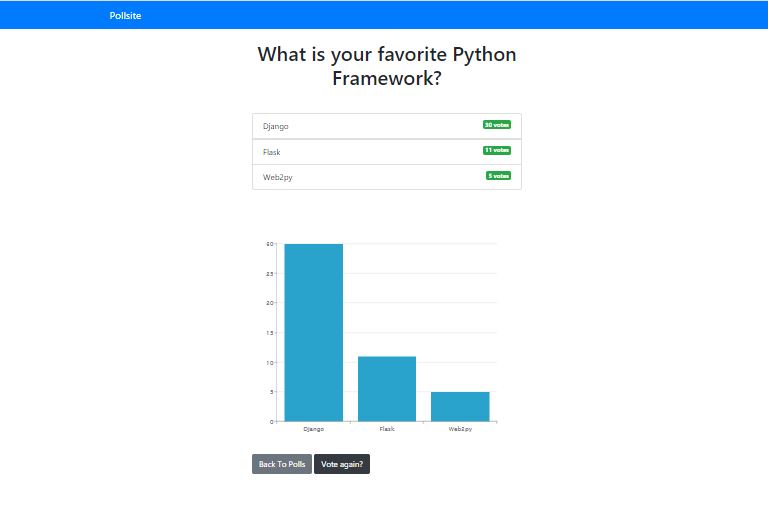 Pollsite
What is your favorite Python
Framework?
Django 30 votes
Flask 11 votes
Web2py 5 votes
30
25
20
15
10
5
0
Django Flask Web2py
Back To Polls Vote again?